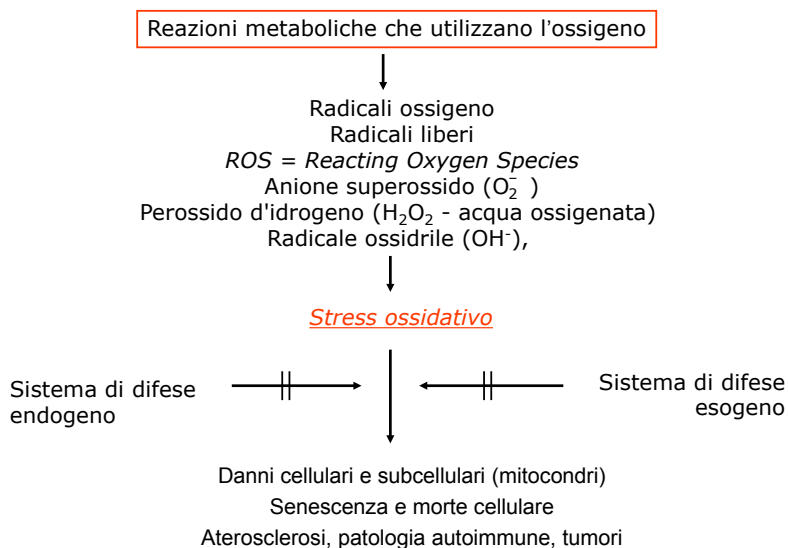 Reazioni metaboliche che utilizzano l'ossigeno
Radicali ossigeno
Radicali liberi
ROS = Reacting Oxygen Species
Anione superossido (O₂⁻ )
Perossido d'idrogeno (H₂O₂ - acqua ossigenata)
Radicale ossidrile (OH⁻),
Stress ossidativo
Sistema di difese
endogeno
Sistema di difese
esogeno
Danni cellulari e subcellulari (mitocondri)
Senescenza e morte cellulare
Aterosclerosi, patologia autoimmune, tumori